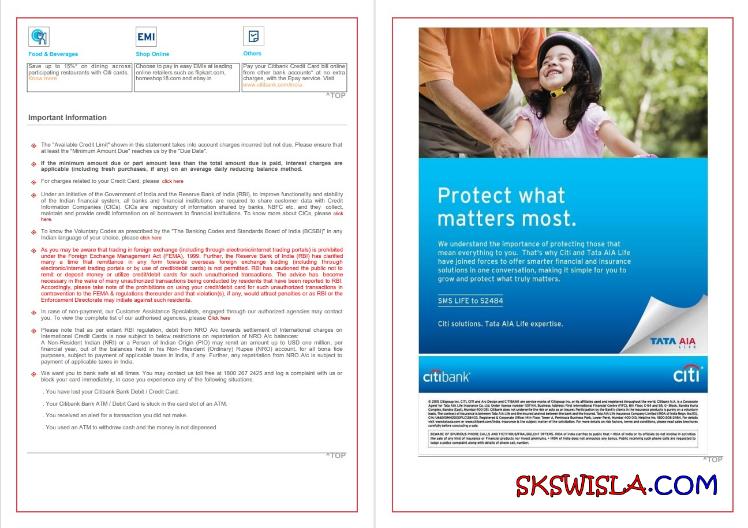 EMI
Food & Beverages
Shop Online
Others
Save up to 15%* on dining across
participating restaurants with Citi cards.
Know more
Choose to pay in easy EMIs at leading
online retailers such as flipkart.com,
homeshop18.com and ebay.in
Pay your Citibank Credit Card bill online
from other bank accounts* at no extra
charges, with the Epay service. Visit
www.citibank.com/india
^TOP
Important Information
The "Available Credit Limit" shown in this statement takes into account charges incurred but not due. Please ensure that
at least the "Minimum Amount Due" reaches us by the "Due Date".
If the minimum amount due or part amount less than the total amount due is paid, interest charges are
applicable (including fresh purchases, if any) on an average daily reducing balance method.
For charges related to your Credit Card, please click here
Under an initiative of the Government of India and the Reserve Bank of India (RBI), to improve functionality and stability
of the Indian financial system, all banks and financial institutions are required to share customer data with Credit
Information Companies (CICs). CICs are repository of information shared by banks, NBFC etc. and they collect,
maintain and provide credit information on all borrowers to financial institutions. To know more about CICs, please click
here
To know the Voluntary Codes as prescribed by the "The Banking Codes and Standards Board of India (BCSBI)" in any
Indian language of your choice, please click here
As you may be aware that trading in foreign exchange (including through electronic/internet trading portals) is prohibited
under the Foreign Exchange Management Act (FEMA), 1999. Further, the Reserve Bank of India (RBI) has clarified
many a time that remittance in any form towards overseas foreign exchange trading (including through
electronic/internet trading portals or by use of credit/debit cards) is not permitted. RBI has cautioned the public not to
remit or deposit money or utilize credit/debit cards for such unauthorised transactions. The advice has become
necessary in the wake of many unauthorized transactions being conducted by residents that have been reported to RBI.
Accordingly, please take note of the prohibition on using your credit/debit card for such unauthorized transactions in
contravention to the FEMA & regulations thereunder and that violation(s), if any, would attract penalties or as RBI or the
Enforcement Directorate may initiate against such residents.
In case of non-payment, our Customer Assistance Specialists, engaged through our authorized agencies may contact
you. To view the complete list of our authorised agencies, please Click here
Please note that as per extant RBI regulation, debit from NRO A/c towards settlement of International charges on
International Credit Cards is now subject to below restrictions on repatriation of NRO A/c balances:
A Non-Resident Indian (NRI) or a Person of Indian Origin (PIO) may remit an amount up to USD one million, per
financial year, out of the balances held in his Non- Resident (Ordinary) Rupee (NRO) account, for all bona fide
purposes, subject to payment of applicable taxes in India, if any. Further, any repatriation from NRO A/c is subject to
payment of applicable taxes in India.
We want you to bank safe at all times. You may contact us toll free at 1800 267 2425 and log a complaint with us or
block your card immediately, in case you experience any of the following situations.
. You have lost your Citibank Bank Debit / Credit Card.
. Your Citibank Bank ATM / Debit Card is stuck in the card slot of an ATM.
. You received an alert for a transaction you did not make.
. You used an ATM to withdraw cash and the money is not dispensed
^TOP
Protect what
matters most.
We understand the importance of protecting those that
mean everything to you. That's why Citi and Tata AIA Life
have joined forces to offer smarter financial and insurance
solutions in one conversation, making it simple for you to
grow and protect what truly matters.
SMS LIFE to 52484
Citi solutions. Tata AIA Life expertise.
TATA AIA
LIFE
citibank
citi
^TOP
SKSWISLA.COM